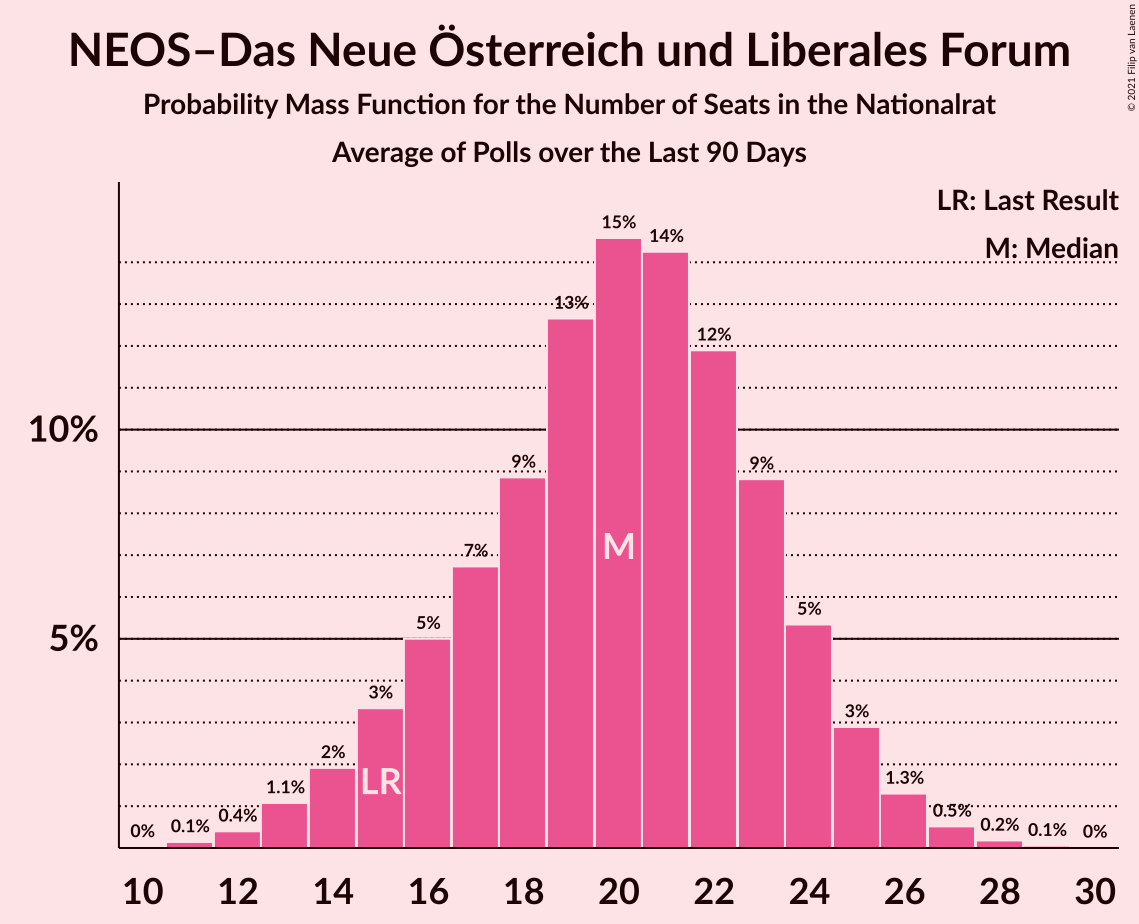 NEOS–Das Neue Österreich und Liberales Forum
Probability Mass Function for the Number of Seats in the Nationalrat
Average of Polls over the Last 90 Days
© 2021 Filip van Laenen
LR: Last Result
M: Median
15%
14%
13%
12%
10%
9%
9%
7%
M
5%
5%
5%
3%
3%
2%
LR
1.3%
1.1%
0.5%
0.4%
0.2%
0.1%
0.1%
0%
0%
10 12 14 16 18 20 22 24 26 28 30